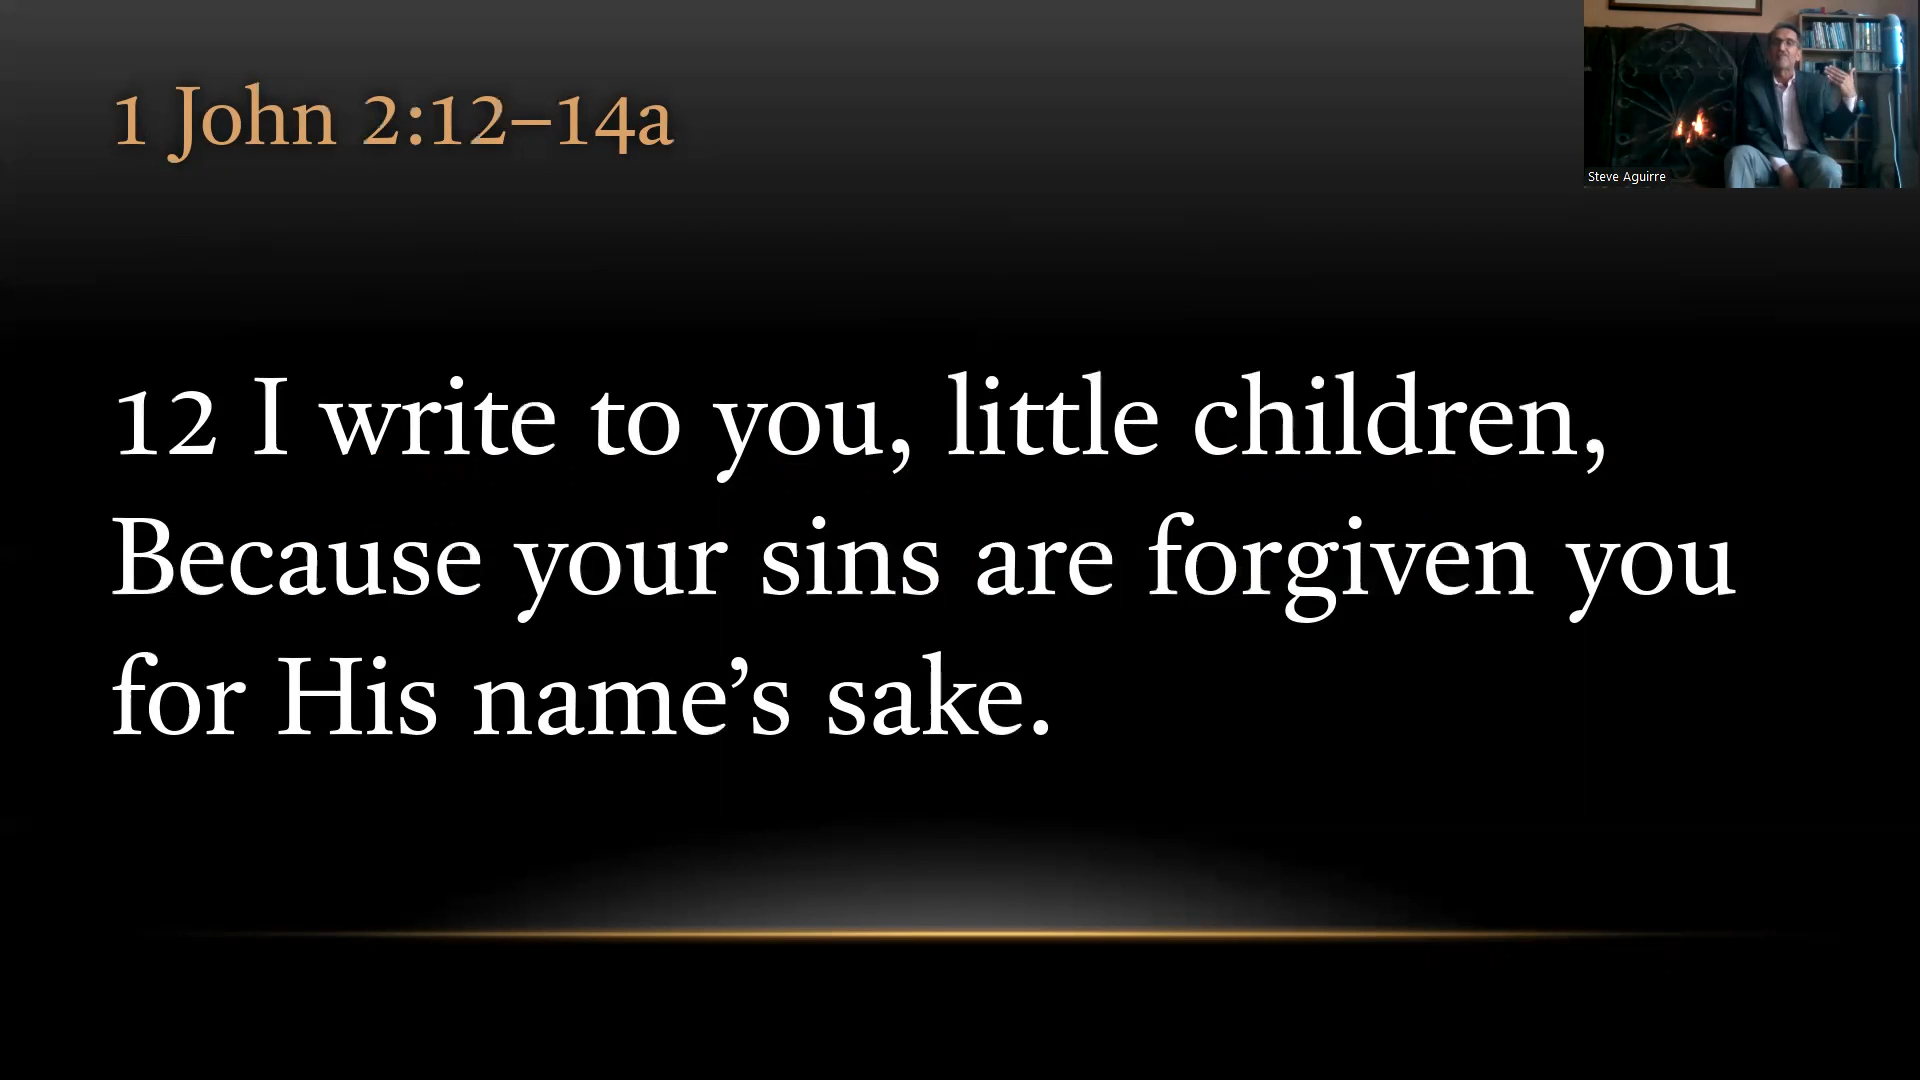 1 John 2:12–14a
Steve Aguirre
12 I write to you, little children,
Because your sins are forgiven you
for His name’s sake.